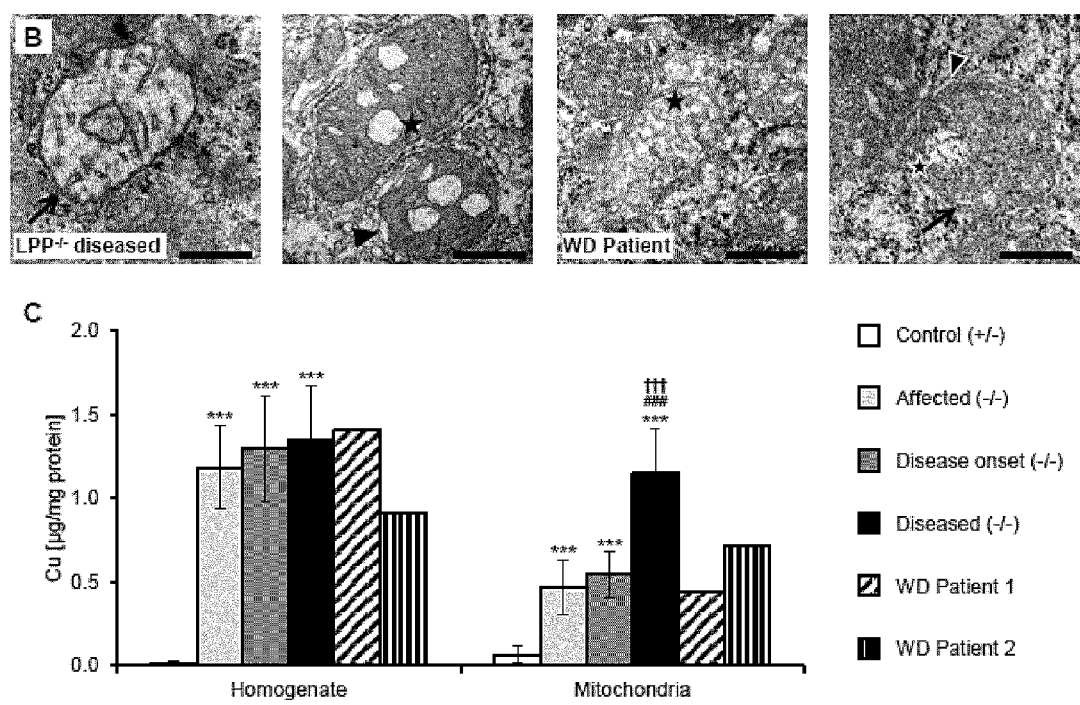 B
LPP-/- diseased
WD Patient
C
Cu [µg/mg protein]
2.0
1.5
1.0
0.5
0.0
***
***
***
***
***
†††
###
***
Homogenate
Mitochondria
Control (+/-)
Affected (-/-)
Disease onset (-/-)
Diseased (-/-)
WD Patient 1
WD Patient 2